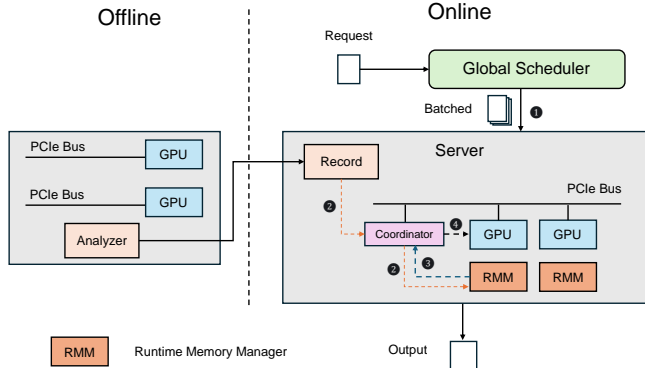 Offline
Online
Request
Global Scheduler
Batched
❶
PCIe Bus
GPU
PCIe Bus
GPU
Analyzer
Server
Record
PCIe Bus
❷
Coordinator
❹
GPU
GPU
❷
❸
RMM
RMM
RMM
Runtime Memory Manager
Output